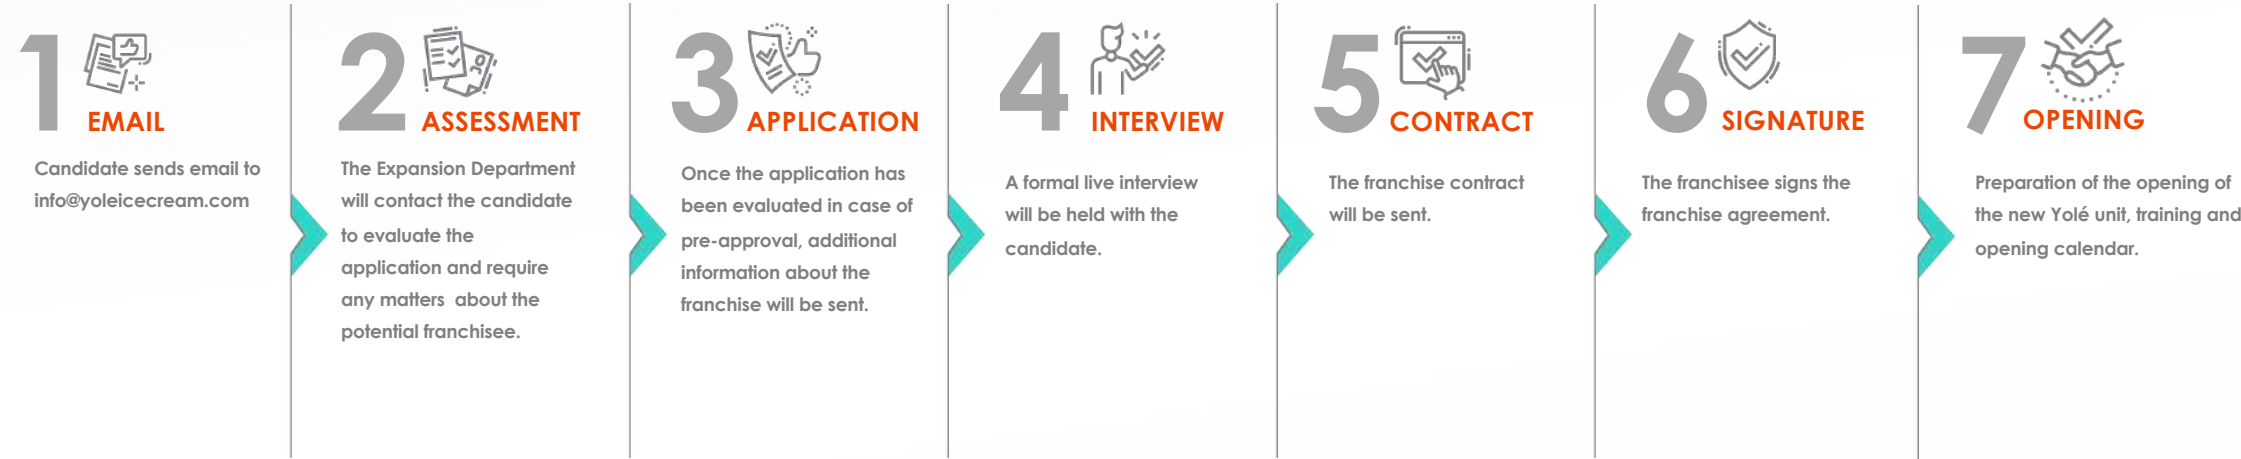 1
EMAIL
Candidate sends email to
info@yoleicecream.com
2
ASSESSMENT
The Expansion Department
will contact the candidate
to evaluate the
application and require
any matters about the
potential franchisee.
3
APPLICATION
Once the application has
been evaluated in case of
pre-approval, additional
information about the
franchise will be sent.
4
INTERVIEW
A formal live interview
will be held with the
candidate.
5
CONTRACT
The franchise contract
will be sent.
6
SIGNATURE
The franchisee signs the
franchise agreement.
7
OPENING
Preparation of the opening of
the new Yolé unit, training and
opening calendar.